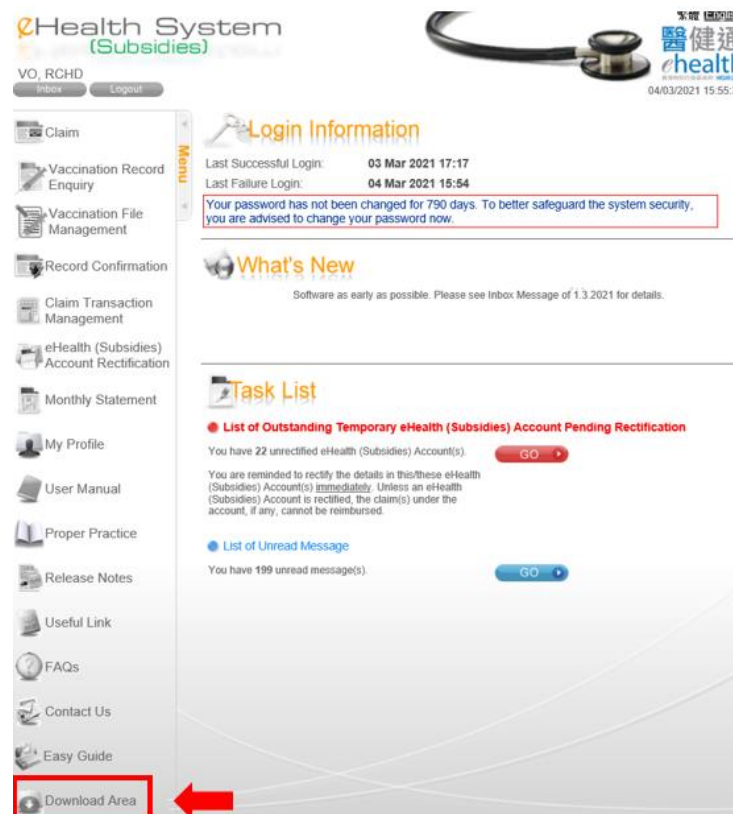 eHealth System
(Subsidies)
繁體 English
醫健通
ehealth
VO, RCHD
Inbox Logout
04/03/2021 15:55:
Claim
Vaccination Record
Enquiry
Vaccination File
Management
Record Confirmation
Claim Transaction
Management
eHealth (Subsidies)
Account Rectification
Monthly Statement
My Profile
User Manual
Proper Practice
Release Notes
Useful Link
FAQs
Contact Us
Easy Guide
Download Area
Menu
Login Information
Last Successful Login: 03 Mar 2021 17:17
Last Failure Login: 04 Mar 2021 15:54
Your password has not been changed for 790 days. To better safeguard the system security,
you are advised to change your password now.
What's New
Software as early as possible. Please see Inbox Message of 1.3.2021 for details.
Task List
List of Outstanding Temporary eHealth (Subsidies) Account Pending Rectification
You have 22 unrectified eHealth (Subsidies) Account(s).
GO
You are reminded to rectify the details in this/these eHealth
(Subsidies) Account(s) immediately. Unless an eHealth
(Subsidies) Account is rectified, the claim(s) under the
account, if any, cannot be reimbursed.
List of Unread Message
You have 199 unread message(s).
GO